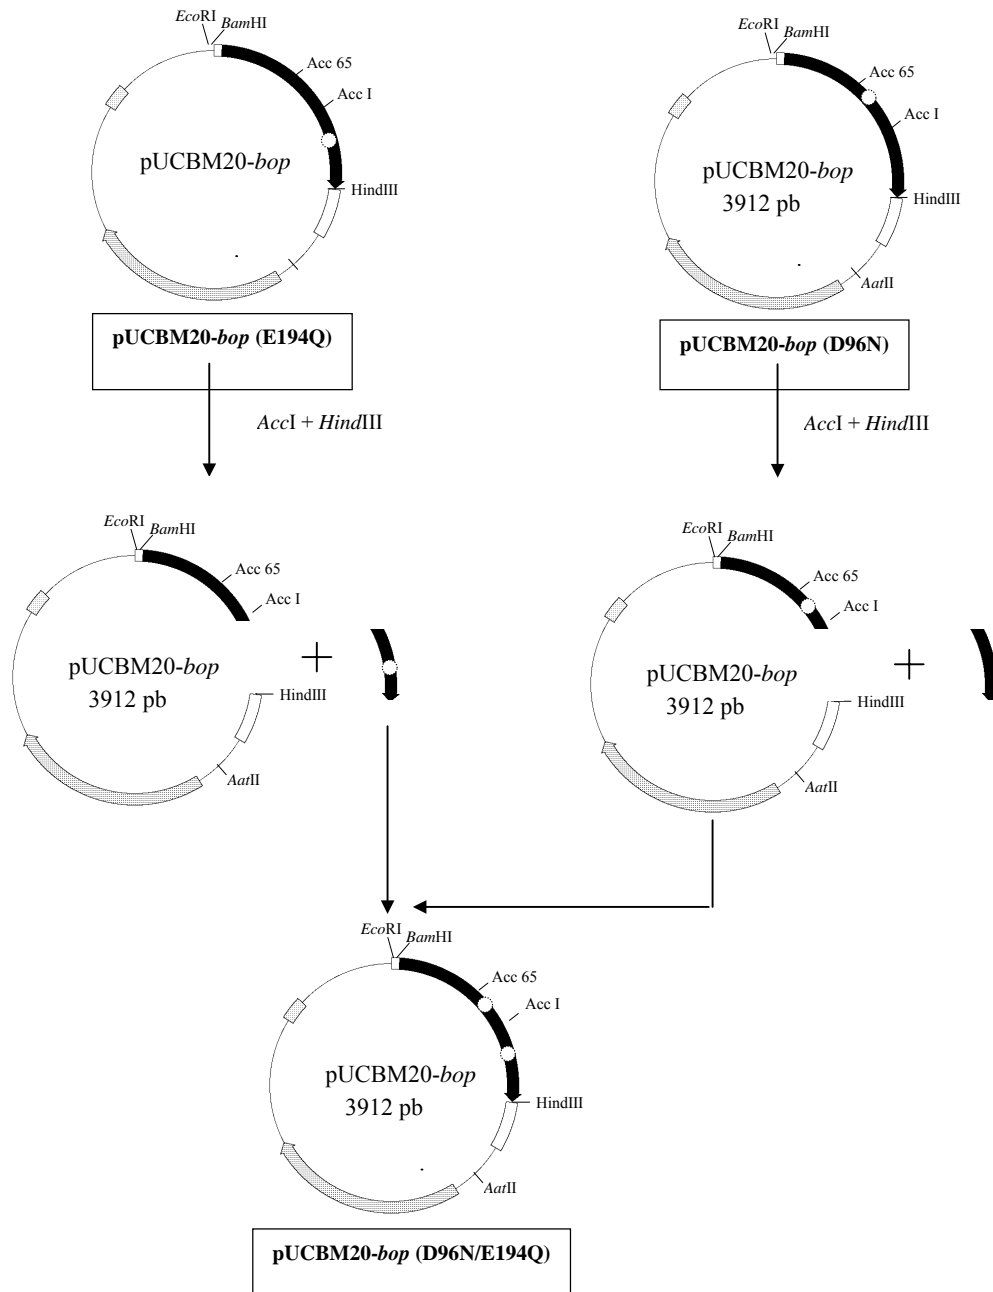 EcoRI
BamHI
Acc 65
Acc I
pUCBM20-bop
HindIII
pUCBM20-bop (E194Q)
AccI + HindIII
EcoRI
BamHI
Acc 65
Acc I
pUCBM20-bop
3912 pb
HindIII
AatII
pUCBM20-bop (D96N)
AccI + HindIII
EcoRI
BamHI
Acc 65
Acc I
pUCBM20-bop
3912 pb
HindIII
AatII
+
EcoRI
BamHI
Acc 65
Acc I
pUCBM20-bop
3912 pb
HindIII
AatII
+
EcoRI
BamHI
Acc 65
Acc I
pUCBM20-bop
3912 pb
HindIII
AatII
pUCBM20-bop (D96N/E194Q)